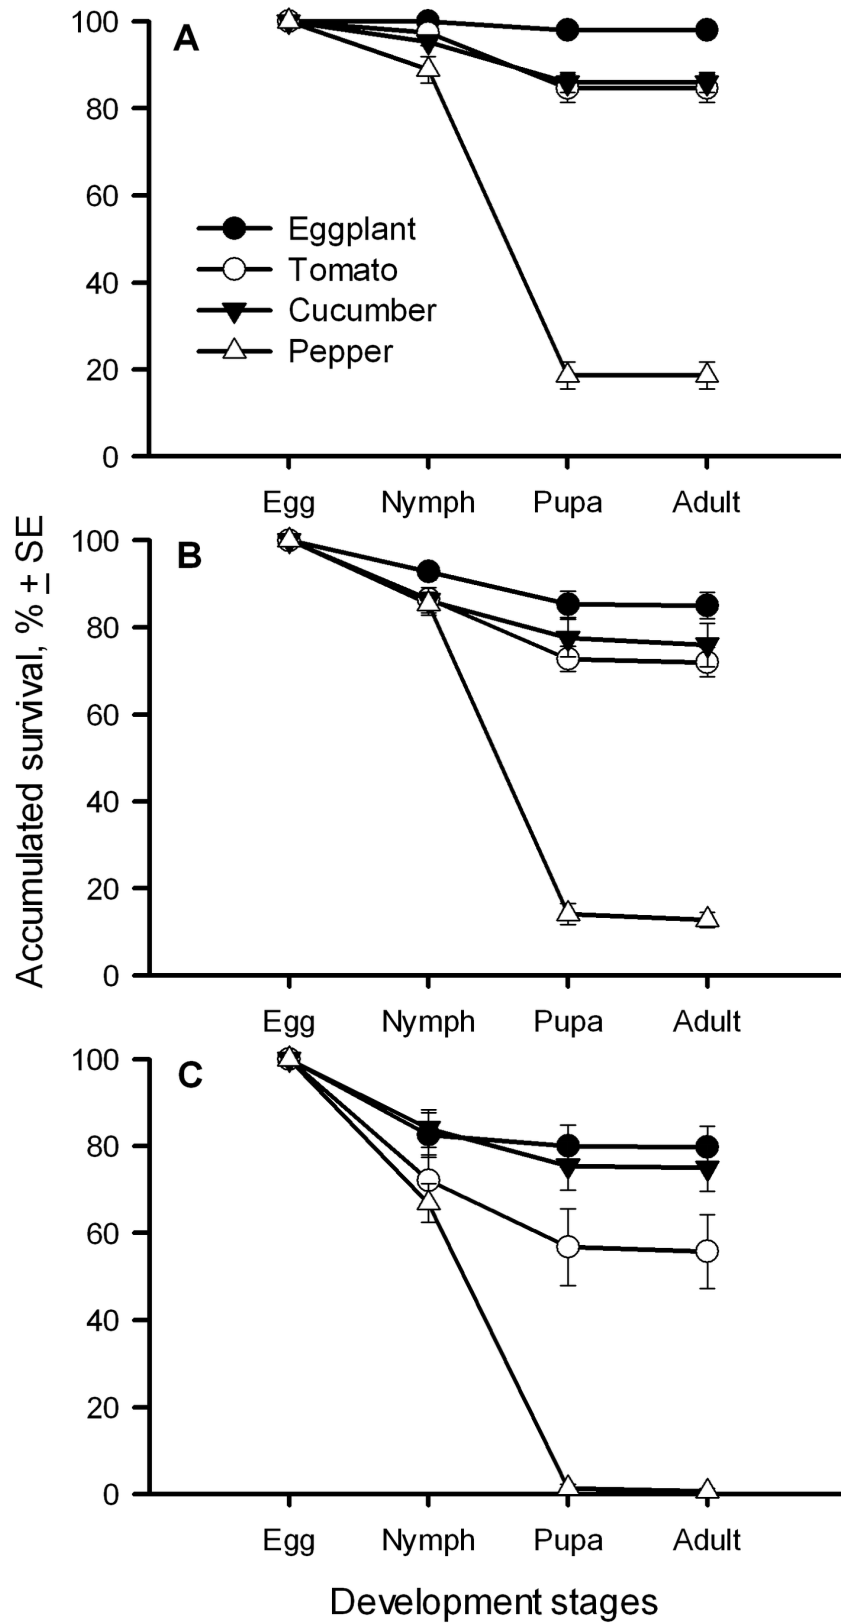 A
100
80
60
40
20
0
Eggplant
Tomato
Cucumber
Pepper
Egg Nymph Pupa Adult
B
100
80
60
40
20
0
Egg Nymph Pupa Adult
C
100
80
60
40
20
0
Egg Nymph Pupa Adult
Accumulated survival, % ± SE
Development stages